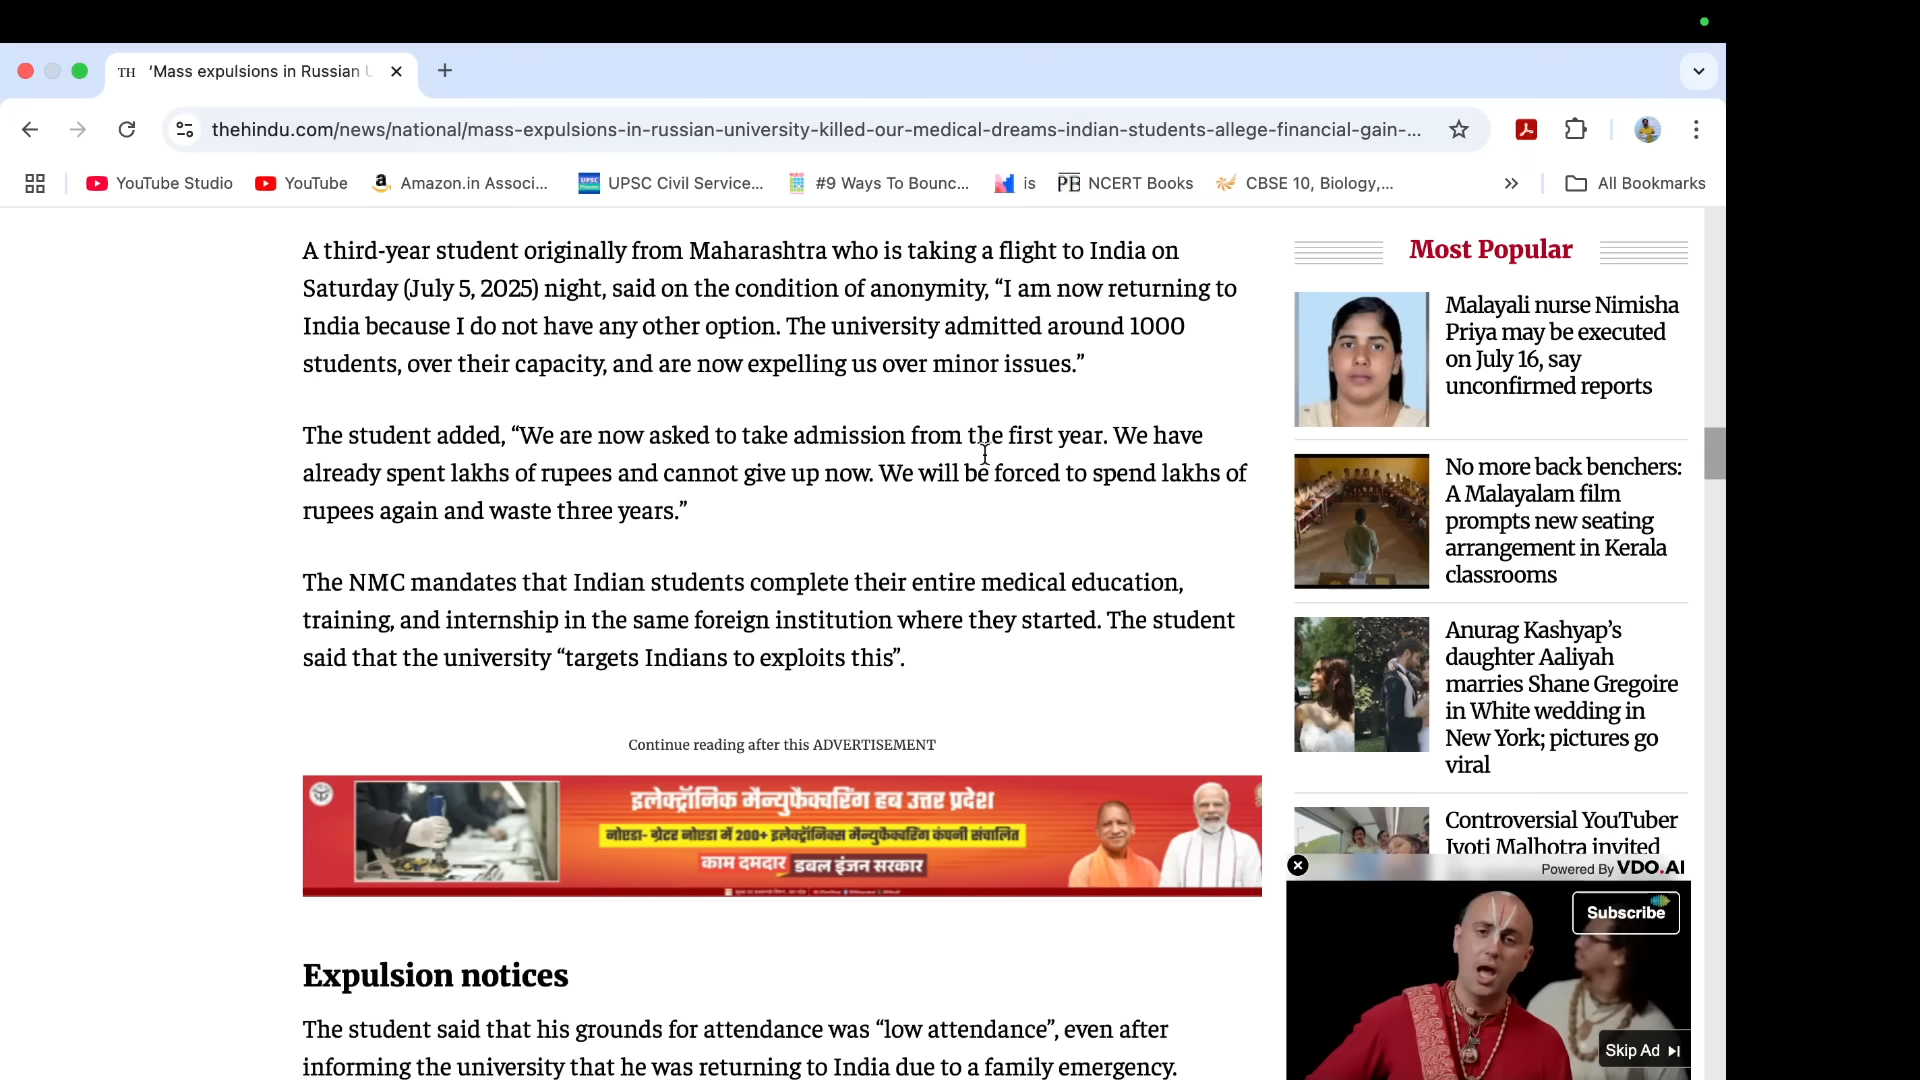 TH 'Mass expulsions in Russian U
thehindu.com/news/national/mass-expulsions-in-russian-university-killed-our-medical-dreams-indian-students-allege-financial-gain-...
YouTube Studio YouTube Amazon.in Associ... UPSC Civil Service... #9 Ways To Bounc... is NCERT Books CBSE 10, Biology,... » All Bookmarks
A third-year student originally from Maharashtra who is taking a flight to India on
Saturday (July 5, 2025) night, said on the condition of anonymity, “I am now returning to
India because I do not have any other option. The university admitted around 1000
students, over their capacity, and are now expelling us over minor issues.”
The student added, “We are now asked to take admission from the first year. We have
already spent lakhs of rupees and cannot give up now. We will be forced to spend lakhs of
rupees again and waste three years.”
The NMC mandates that Indian students complete their entire medical education,
training, and internship in the same foreign institution where they started. The student
said that the university “targets Indians to exploits this”.
Continue reading after this ADVERTISEMENT
इलेक्ट्रॉनिक मैन्युफैक्चरिंग हब उत्तर प्रदेश
नोएडा- ग्रेटर नोएडा में 200+ इलेक्ट्रॉनिक्स मैन्युफैक्चरिंग कंपनी संचालित
काम दमदार डबल इंजन सरकार
Expulsion notices
The student said that his grounds for attendance was “low attendance”, even after
informing the university that he was returning to India due to a family emergency.
Most Popular
Malayali nurse Nimisha
Priya may be executed
on July 16, say
unconfirmed reports
No more back benchers:
A Malayalam film
prompts new seating
arrangement in Kerala
classrooms
Anurag Kashyap’s
daughter Aaliyah
marries Shane Gregoire
in White wedding in
New York; pictures go
viral
Controversial YouTuber
Jyoti Malhotra invited
Powered By VDO.AI
Subscribe
Skip Ad